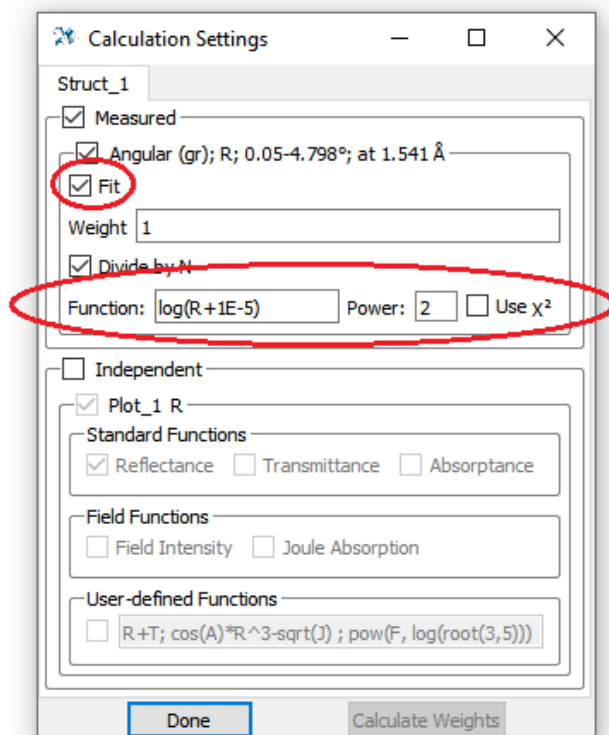 Calculation Settings
Struct_1
Measured
Angular (gr); R; 0.05-4.798°; at 1.541 Å
Fit
Weight 1
Divide by N
Function: log(R+1E-5) Power: 2 Use χ²
Independent
Plot_1 R
Standard Functions
Reflectance Transmittance Absorptance
Field Functions
Field Intensity Joule Absorption
User-defined Functions
R+T; cos(A)*R^3-sqrt(J) ; pow(F, log(root(3,5)))
Done Calculate Weights